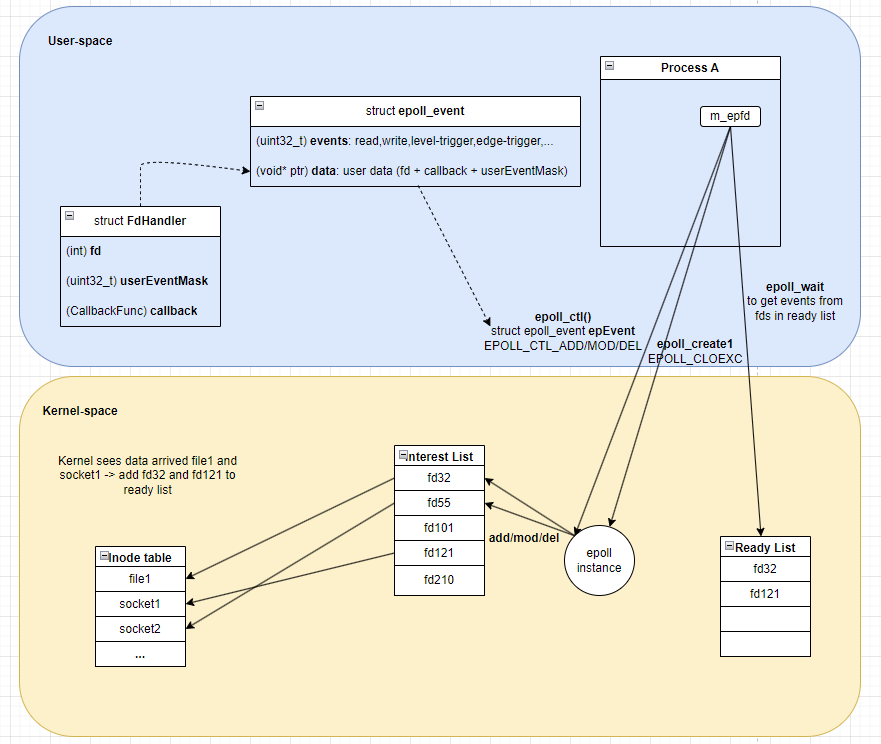 User-space
Process A
m_epfd
struct epoll_event
(uint32_t) events: read,write,level-trigger,edge-trigger,...
(void* ptr) data: user data (fd + callback + userEventMask)
struct FdHandler
(int) fd
(uint32_t) userEventMask
(CallbackFunc) callback
epoll_ctl()
struct epoll_event epEvent
EPOLL_CTL_ADD/MOD/DEL
epoll_create1
EPOLL_CLOEXC
epoll_wait
to get events from
fds in ready list
Kernel-space
Kernel sees data arrived file1 and
socket1 -> add fd32 and fd121 to
ready list
Interest List
fd32
fd55
fd101
fd121
fd210
add/mod/del
epoll
instance
Inode table
file1
socket1
socket2
...
Ready List
fd32
fd121